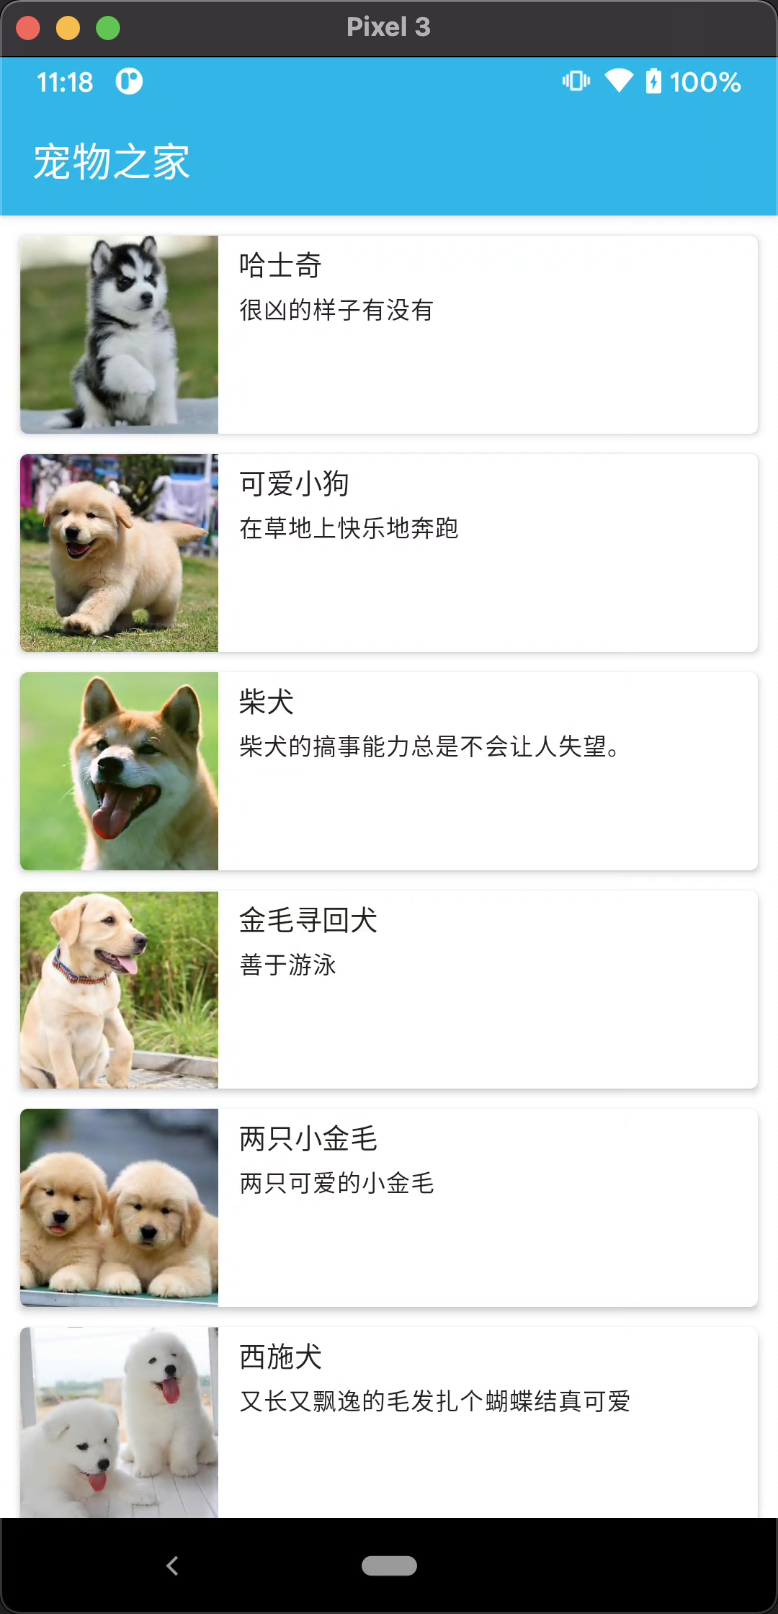 Pixel 3
11:18
100%
宠物之家
哈士奇
很凶的样子有没有
可爱小狗
在草地上快乐地奔跑
柴犬
柴犬的搞事能力总是不会让人失望。
金毛寻回犬
善于游泳
两只小金毛
两只可爱的小金毛
西施犬
又长又飘逸的毛发扎个蝴蝶结真可爱